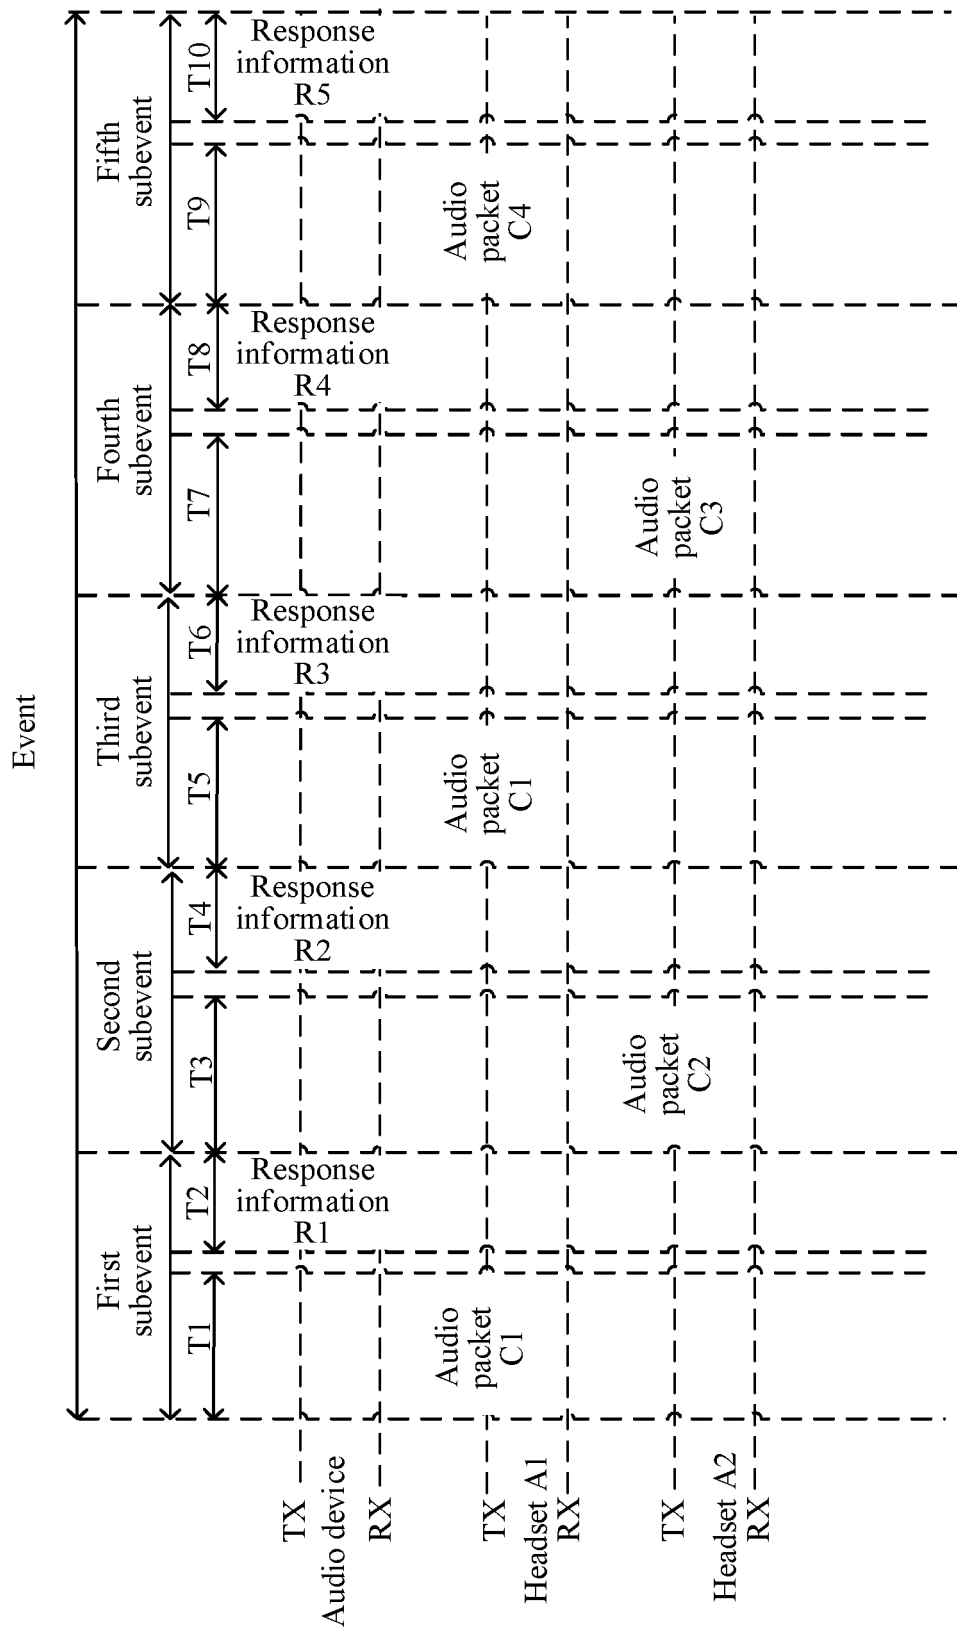 Event
First
subevent
Second
subevent
Third
subevent
Fourth
subevent
Fifth
subevent
T1
T2
T3
T4
T5
T6
T7
T8
T9
T10
TX
Audio device
RX
Response
information
R1
Response
information
R2
Response
information
R3
Response
information
R4
Response
information
R5
TX
Headset A1
RX
Audio
packet
C1
Audio
packet
C1
Audio
packet
C4
TX
Headset A2
RX
Audio
packet
C2
Audio
packet
C3